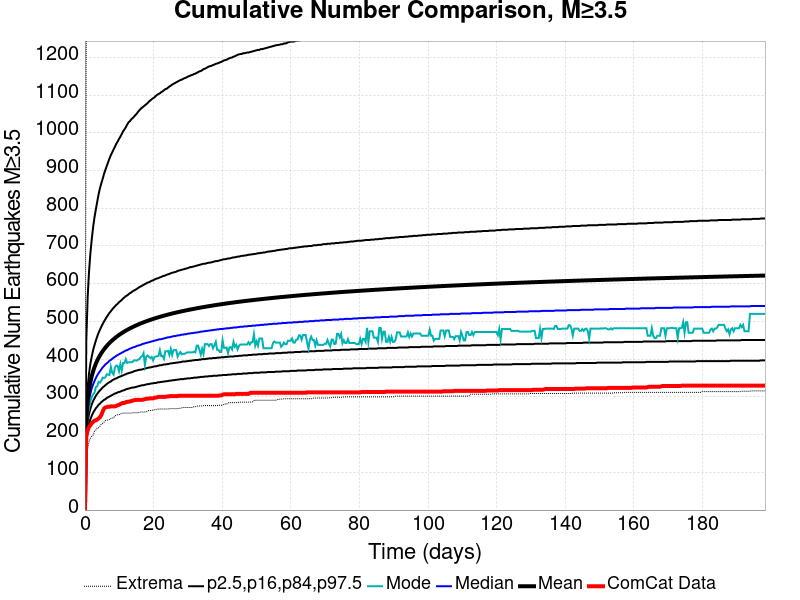 Cumulative Number Comparison, M≥3.5
Cumulative Num Earthquakes M≥3.5
1200
1100
1000
900
800
700
600
500
400
300
200
100
0
0 20 40 60 80 100 120 140 160 180
Time (days)
Extrema p2.5,p16,p84,p97.5 Mode Median Mean ComCat Data